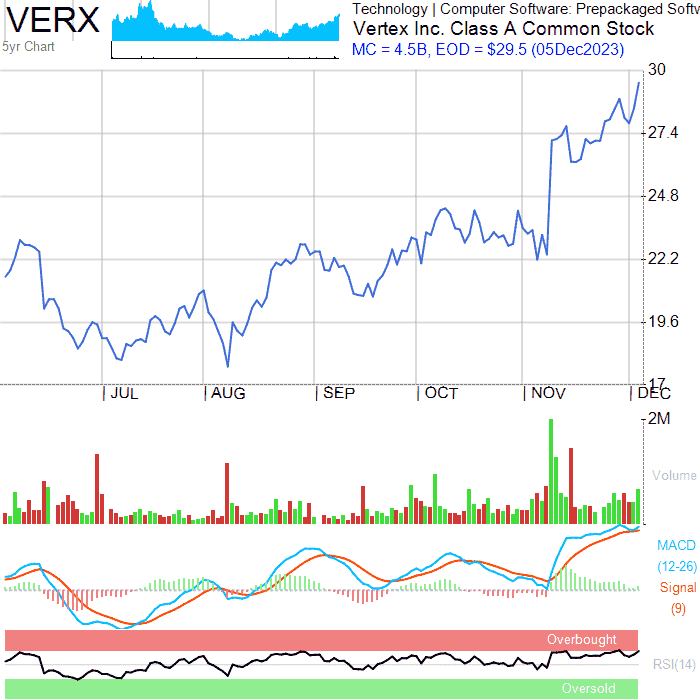 VERX
5yr Chart
Technology | Computer Software: Prepackaged Softw
Vertex Inc. Class A Common Stock
MC = 4.5B, EOD = $29.5 (05Dec2023)
30
27.4
24.8
22.2
19.6
17
JUL
AUG
SEP
OCT
NOV
DEC
2M
Volume
MACD
(12-26)
Signal
(9)
Overbought
RSI(14)
Oversold